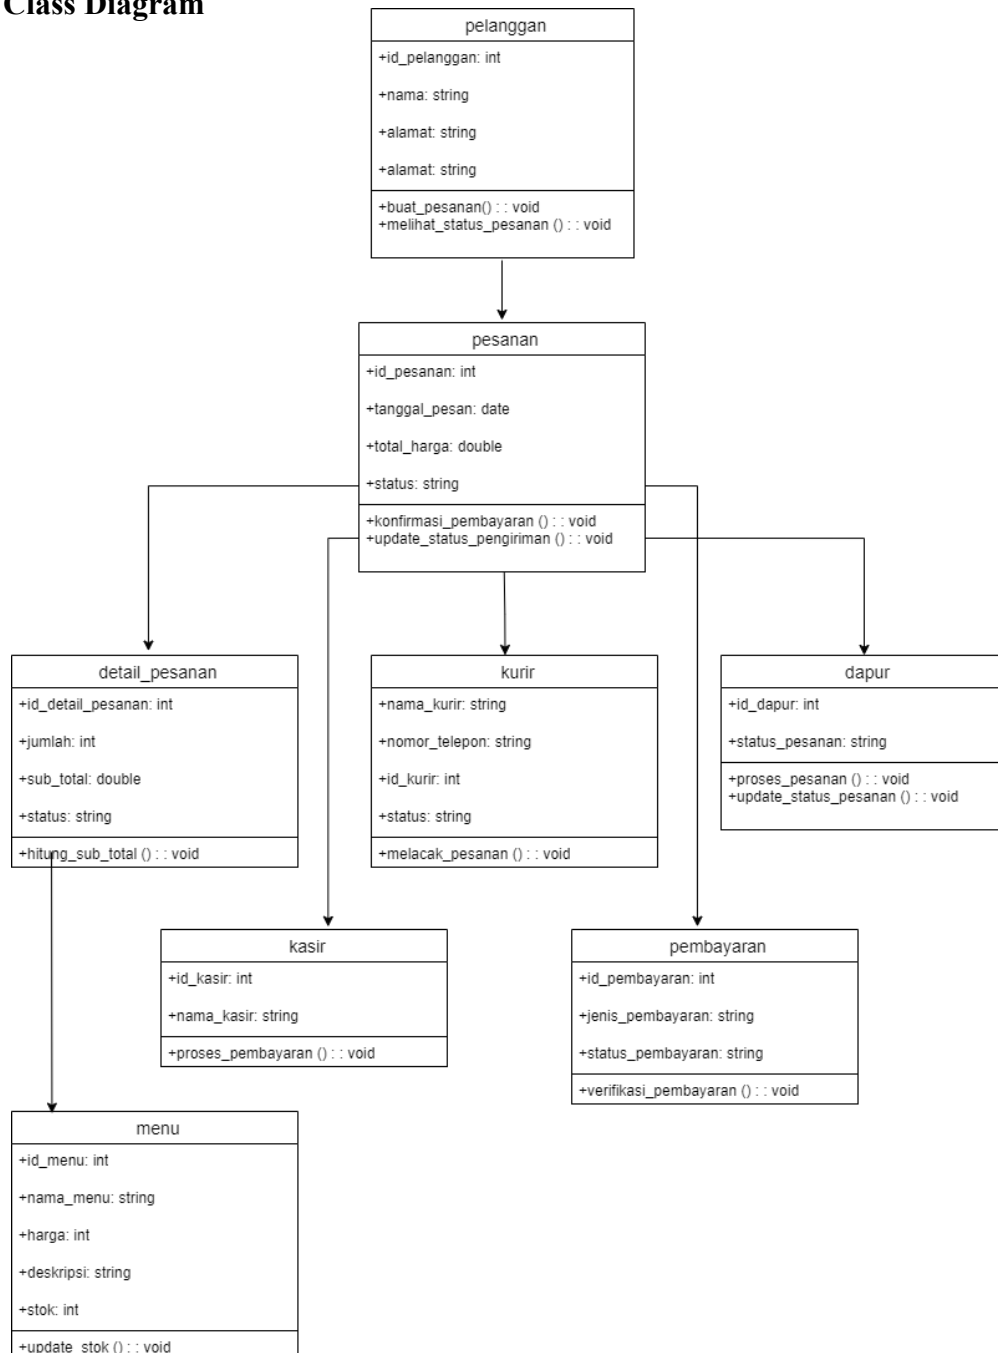 Class Diagram
pelanggan
+id_pelanggan: int
+nama: string
+alamat: string
+alamat: string
+buat_pesanan() : : void
+melihat_status_pesanan () : : void
pesanan
+id_pesanan: int
+tanggal_pesan: date
+total_harga: double
+status: string
+konfirmasi_pembayaran () : : void
+update_status_pengiriman () : : void
detail_pesanan
+id_detail_pesanan: int
+jumlah: int
+sub_total: double
+status: string
+hitung_sub_total () : : void
kurir
+nama_kurir: string
+nomor_telepon: string
+id_kurir: int
+status: string
+melacak_pesanan () : : void
dapur
+id_dapur: int
+status_pesanan: string
+proses_pesanan () : : void
+update_status_pesanan () : : void
kasir
+id_kasir: int
+nama_kasir: string
+proses_pembayaran () : : void
pembayaran
+id_pembayaran: int
+jenis_pembayaran: string
+status_pembayaran: string
+verifikasi_pembayaran () : : void
menu
+id_menu: int
+nama_menu: string
+harga: int
+deskripsi: string
+stok: int
+update_stok () : : void